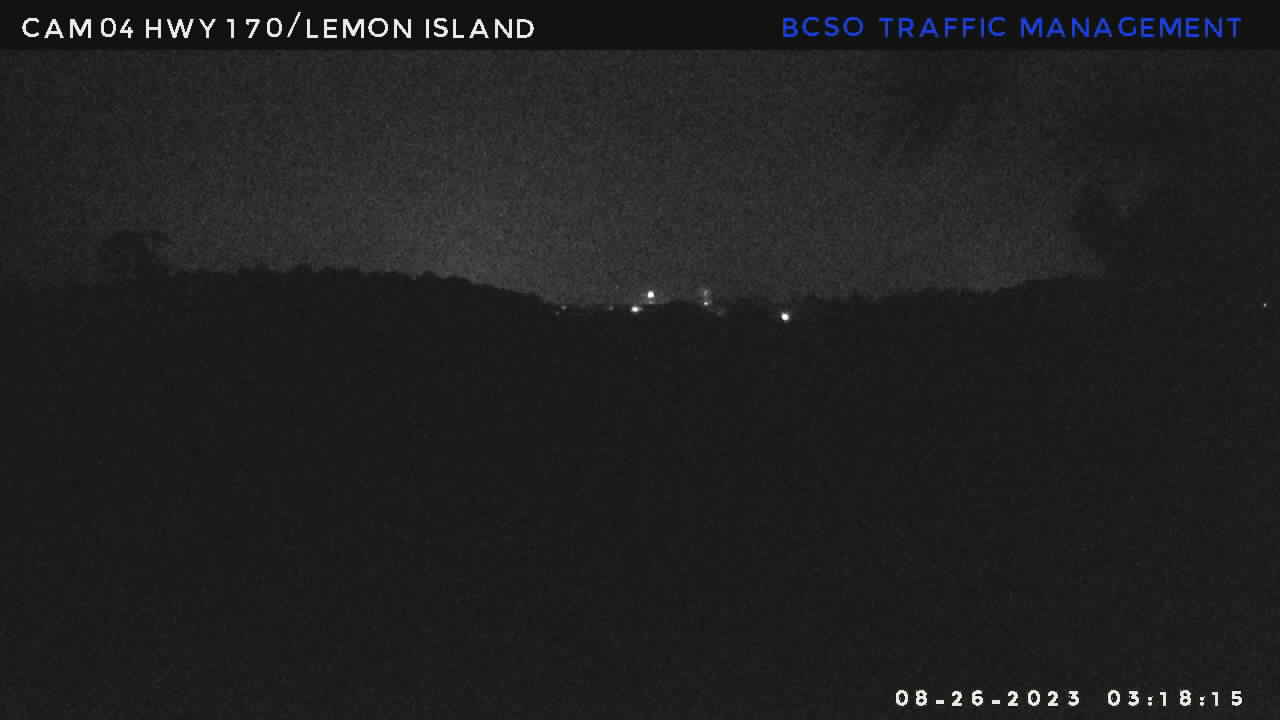 CAM04 HWY 170/LEMON ISLAND
BCSO TRAFFIC MANAGEMENT
08-26-2023 03:18:15